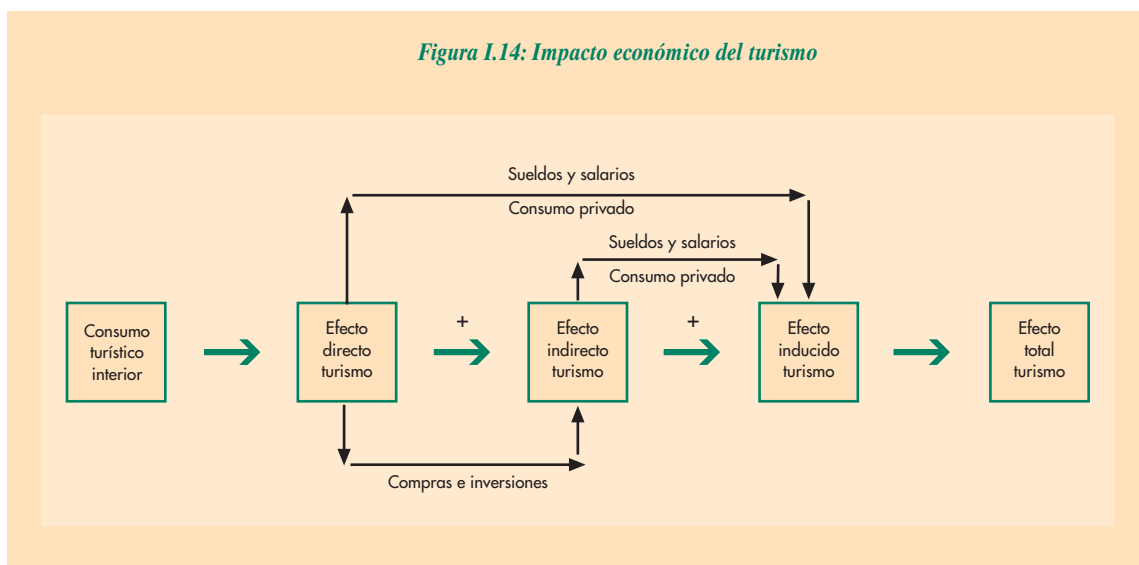 Figura I.14: Impacto económico del turismo
Sueldos y salarios
Consumo privado
Sueldos y salarios
Consumo privado
Consumo
turístico
interior
Efecto
directo
turismo
+
Efecto
indirecto
turismo
+
Efecto
inducido
turismo
Efecto
total
turismo
Compras e inversiones